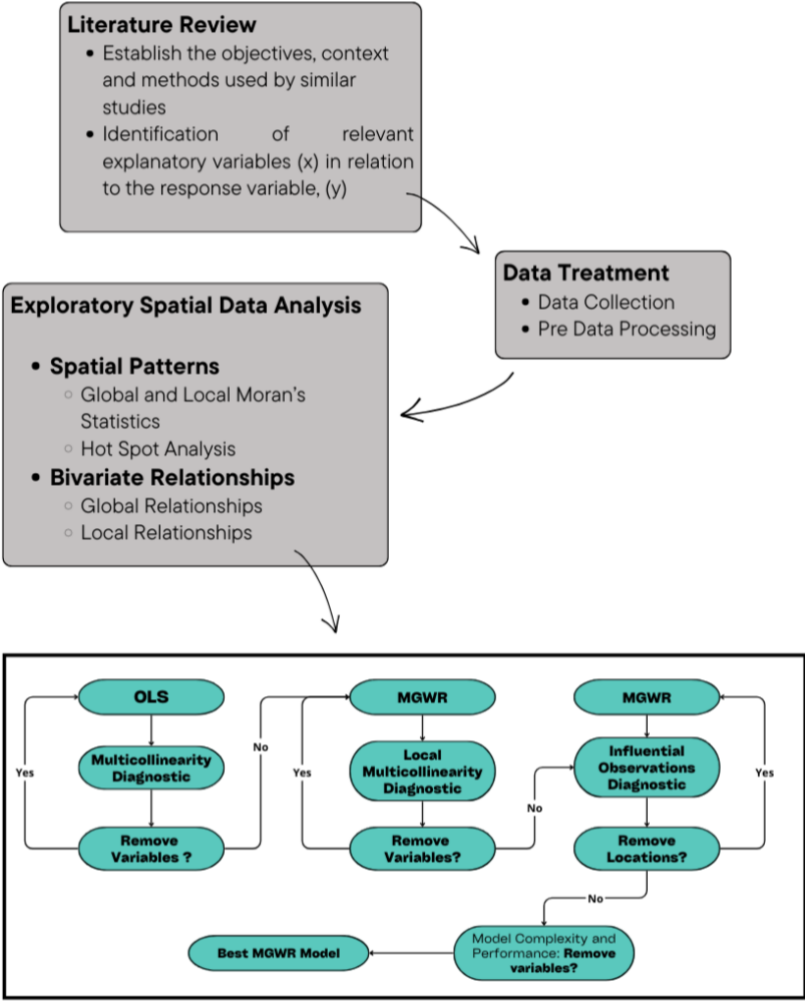 Literature Review
• Establish the objectives, context
and methods used by similar
studies
• Identification of relevant
explanatory variables (x) in relation
to the response variable, (y)
Data Treatment
• Data Collection
• Pre Data Processing
Exploratory Spatial Data Analysis
• Spatial Patterns
○ Global and Local Moran's
Statistics
○ Hot Spot Analysis
• Bivariate Relationships
○ Global Relationships
○ Local Relationships
OLS
Multicollinearity
Diagnostic
Remove
Variables ?
Yes
No
MGWR
Local
Multicollinearity
Diagnostic
Remove
Variables?
Yes
No
MGWR
Influential
Observations
Diagnostic
Remove
Locations?
Yes
No
Model Complexity and
Performance: Remove
variables?
Best MGWR Model